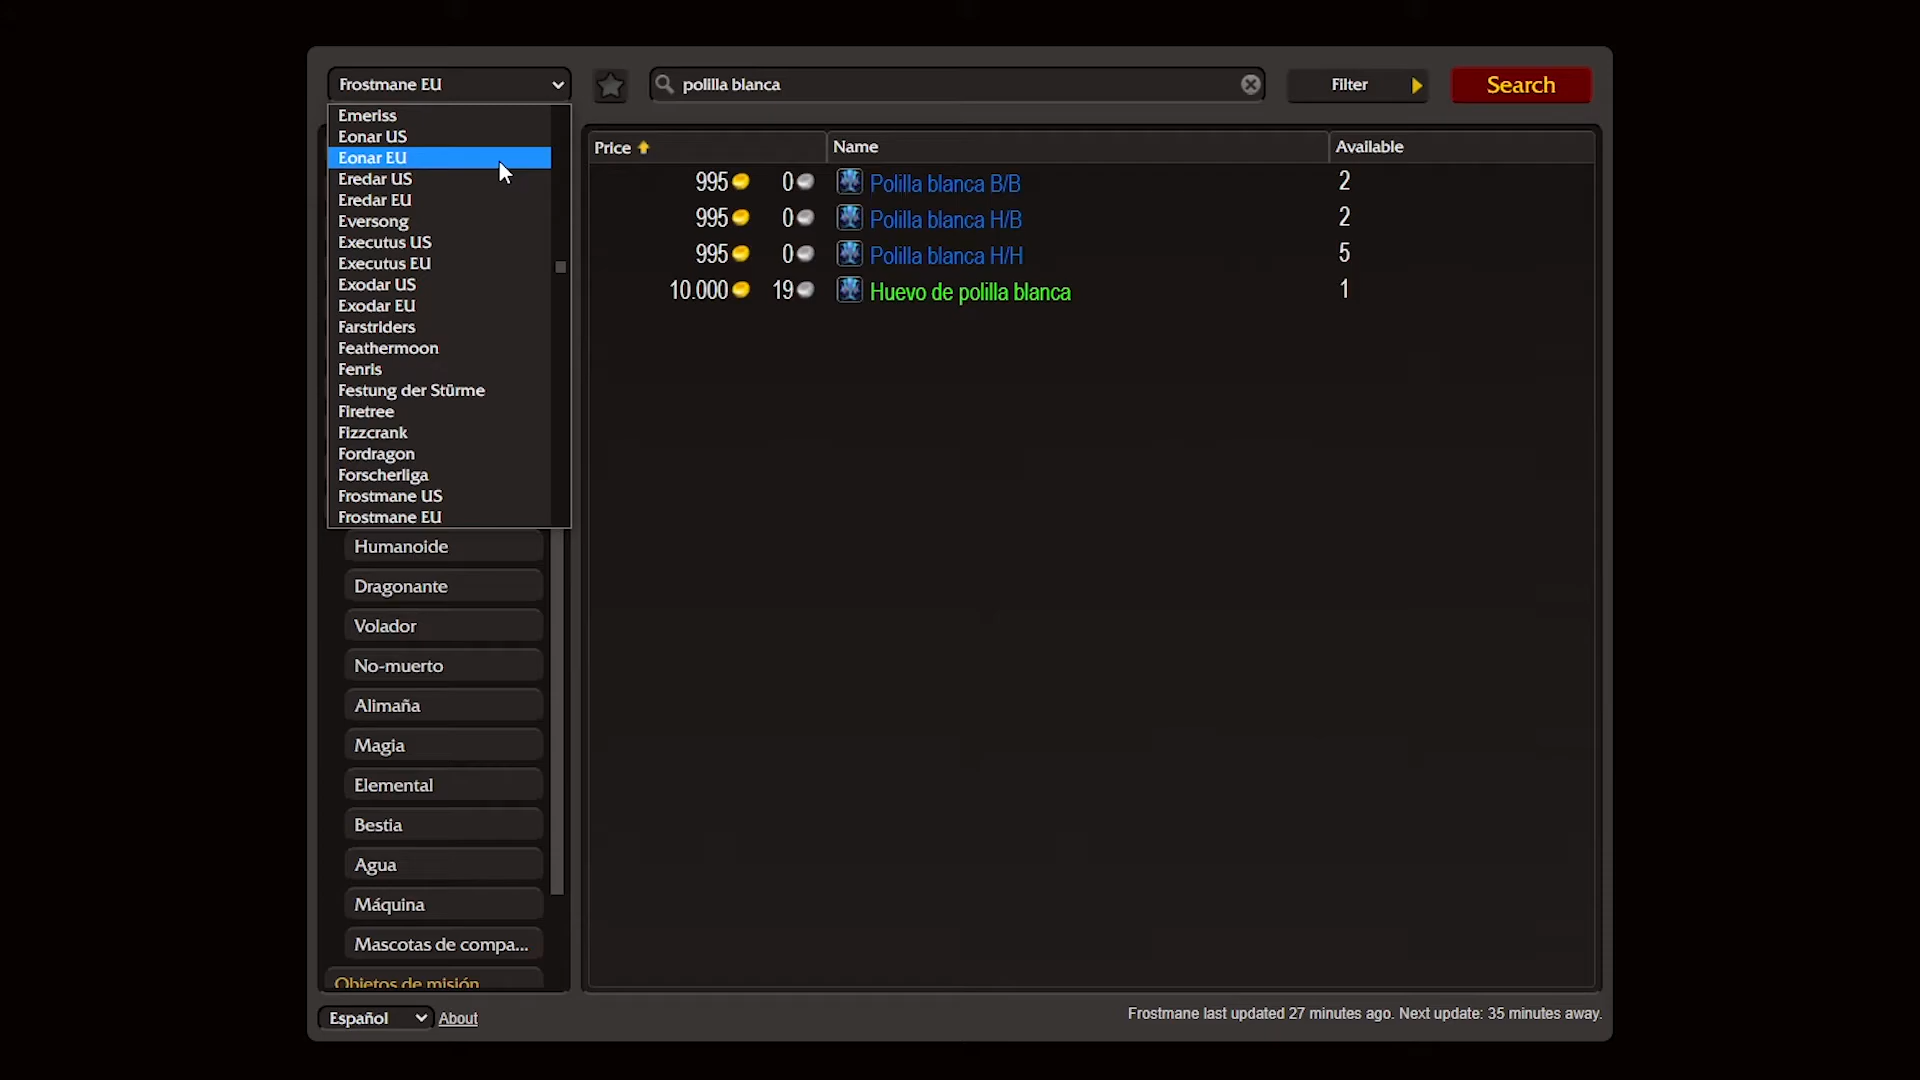 Frostmane EU
polilla blanca
Filter
Search
Emeriss
Eonar US
Eonar EU
Eredar US
Eredar EU
Eversong
Executus US
Executus EU
Exodar US
Exodar EU
Farstriders
Feathermoon
Fenris
Festung der Stürme
Firetree
Fizzcrank
Fordragon
Forscherliga
Frostmane US
Frostmane EU
Humanoide
Dragonante
Volador
No-muerto
Alimaña
Magia
Elemental
Bestia
Agua
Máquina
Mascotas de compa...
Objetos de misión
Price Name Available
995 0 Polilla blanca B/B 2
995 0 Polilla blanca H/B 2
995 0 Polilla blanca H/H 5
10.000 19 Huevo de polilla blanca 1
Español About
Frostmane last updated 27 minutes ago. Next update: 35 minutes away.